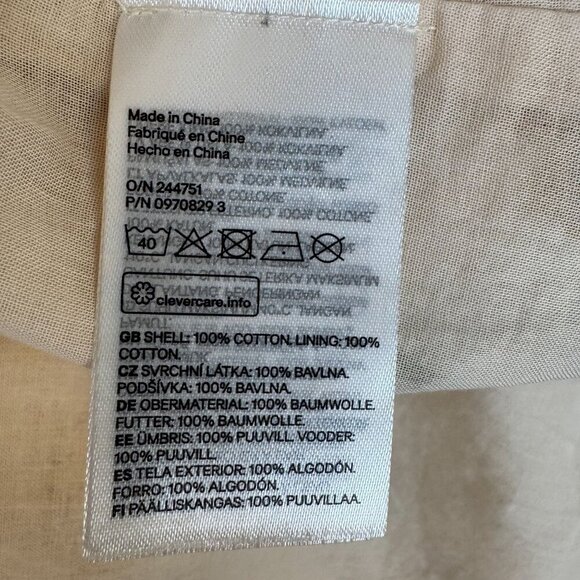 Made in China
Fabriqué en Chine
Hecho en China
O/N 244751
P/N 0970829 3
40
clevercare.info
GB SHELL: 100% COTTON. LINING: 100%
COTTON.
CZ SVRCHNÍ LÁTKA: 100% BAVLNA.
PODŠÍVKA: 100% BAVLNA.
DE OBERMATERIAL: 100% BAUMWOLLE.
FUTTER: 100% BAUMWOLLE.
EE ÜMBRIS: 100% PUUVILL. VOODER:
100% PUUVILL.
ES TELA EXTERIOR: 100% ALGODÓN.
FORRO: 100% ALGODÓN.
FI PÄÄLLISKANGAS: 100% PUUVILLAA.